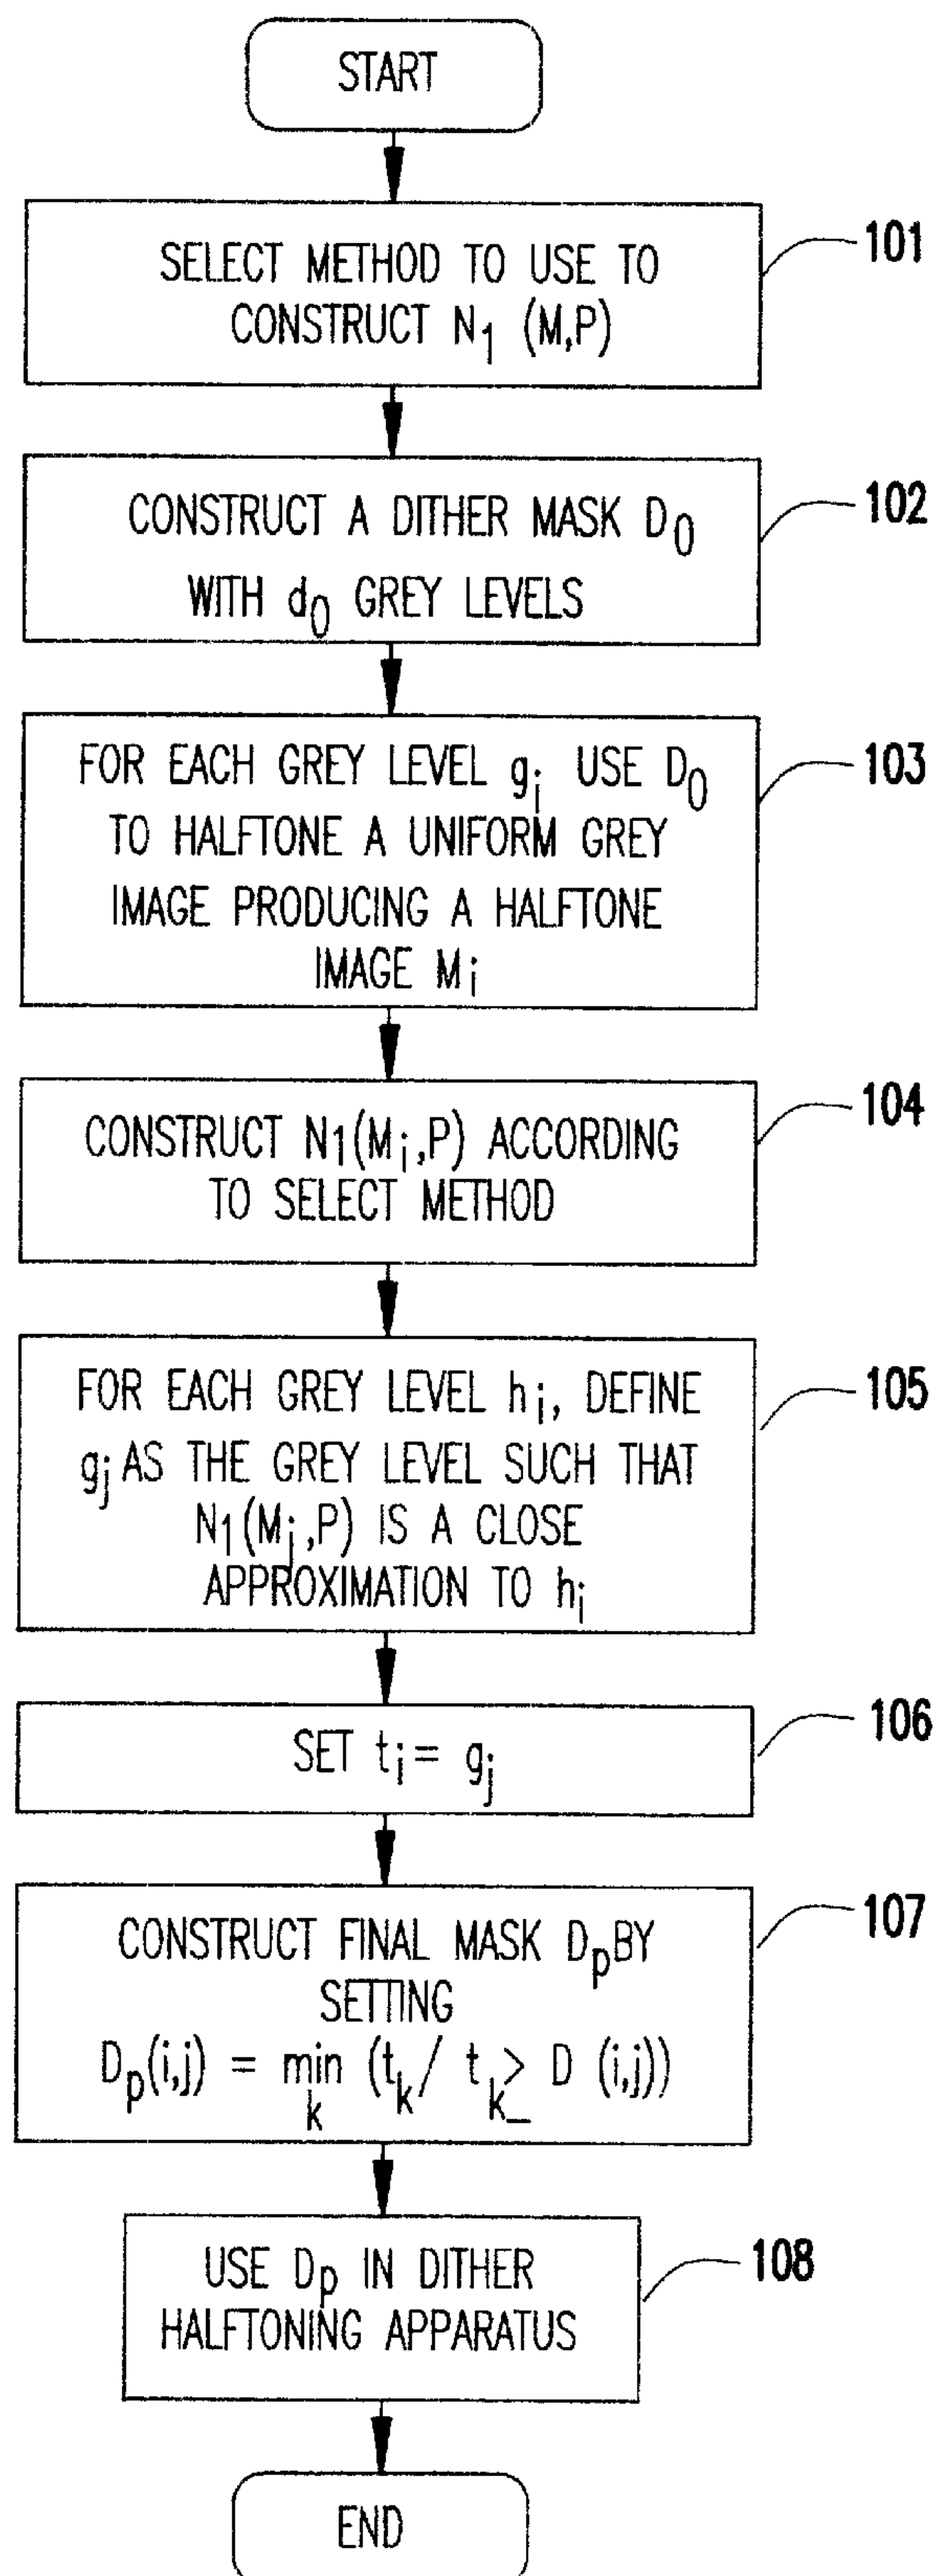 START
SELECT METHOD TO USE TO
CONSTRUCT N1 (M,P)
101
CONSTRUCT A DITHER MASK D0
WITH d0 GREY LEVELS
102
FOR EACH GREY LEVEL gi USE D0
TO HALFTONE A UNIFORM GREY
IMAGE PRODUCING A HALFTONE
IMAGE Mi
103
CONSTRUCT N1(Mi,P) ACCORDING
TO SELECT METHOD
104
FOR EACH GREY LEVEL hi, DEFINE
gj AS THE GREY LEVEL SUCH THAT
N1(Mj,P) IS A CLOSE
APPROXIMATION TO hi
105
SET ti= gj
106
CONSTRUCT FINAL MASK Dp BY
SETTING
Dp(i,j) = min (tk/ tk ≥ D (i,j))
k
107
USE Dp IN DITHER
HALFTONING APPARATUS
108
END